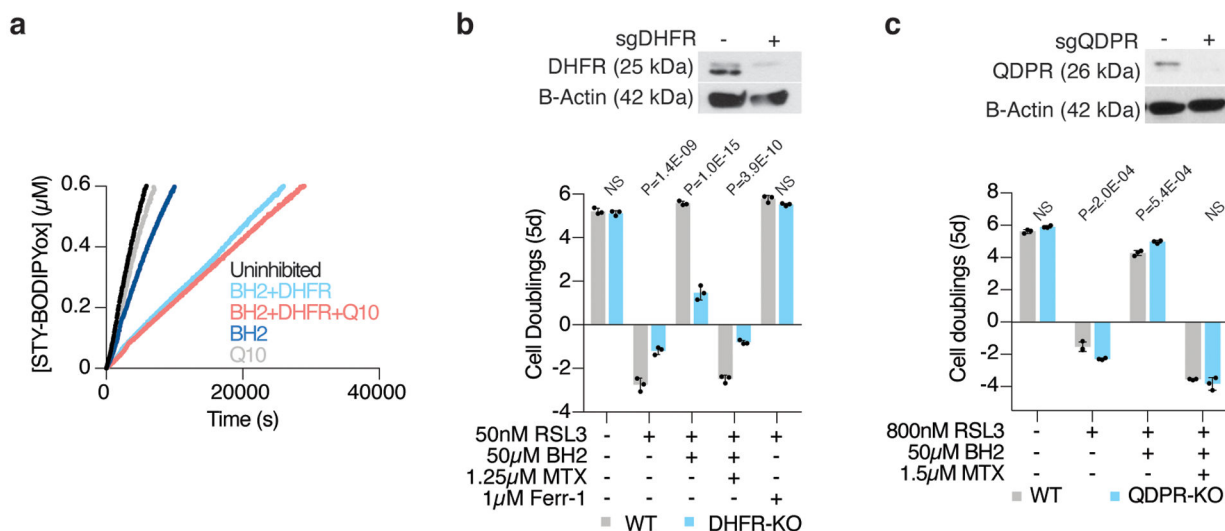 a
[STY-BODIPYox] (µM)
0.6
0.4
0.2
0
0
20000
40000
Time (s)
Uninhibited
BH2+DHFR
BH2+DHFR+Q10
BH2
Q10
b
sgDHFR - +
DHFR (25 kDa)
B-Actin (42 kDa)
NS P=1.4E-09 P=1.0E-15 P=3.9E-10 NS
Cell Doublings (5d)
6
4
2
0
-2
-4
50nM RSL3 - + + + +
50µM BH2 - - + + -
1.25µM MTX - - - + -
1µM Ferr-1 - - - - +
WT DHFR-KO
c
sgQDPR - +
QDPR (26 kDa)
B-Actin (42 kDa)
NS P=2.0E-04 P=5.4E-04 NS
Cell doublings (5d)
8
6
4
2
0
-2
-4
800nM RSL3 - + + +
50µM BH2 - - + +
1.5µM MTX - - - +
WT QDPR-KO